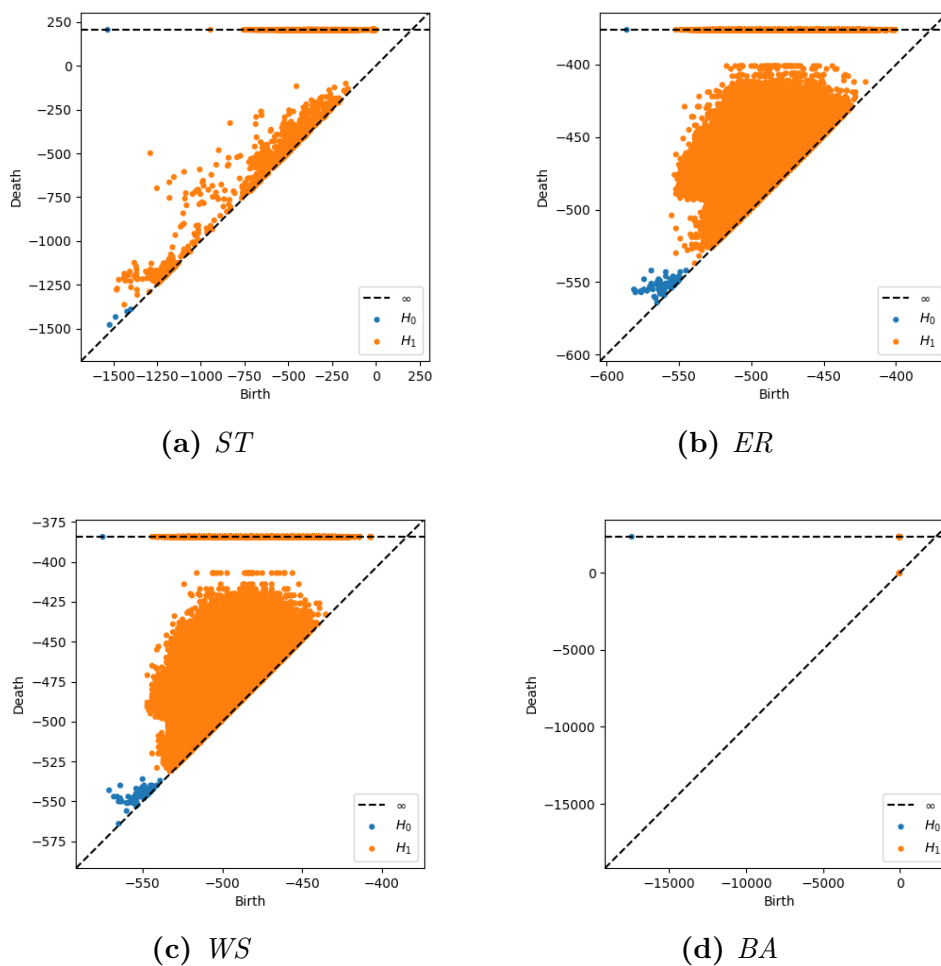 250
0
−250
−500
−750
−1000
−1250
−1500
Death
−1500
−1250
−1000
−750
−500
−250
0
250
Birth
∞
H₀
H₁
(a) ST
−400
−450
−500
−550
−600
Death
−600
−550
−500
−450
−400
Birth
∞
H₀
H₁
(b) ER
−375
−400
−425
−450
−475
−500
−525
−550
−575
Death
−550
−500
−450
−400
Birth
∞
H₀
H₁
(c) WS
0
−5000
−10000
−15000
Death
−15000
−10000
−5000
0
Birth
∞
H₀
H₁
(d) BA